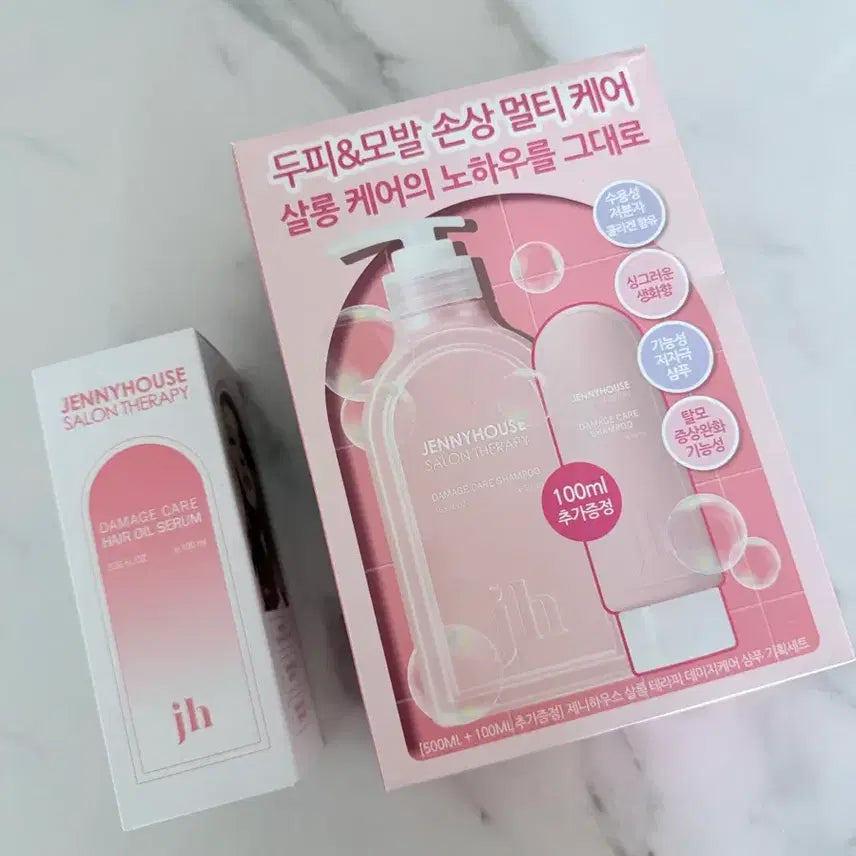 두피&모발 손상 멀티 케어
살롱 케어의 노하우를 그대로
수용성
저분자
콜라겐 함유
싱그러운
생화향
기능성
저자극
샴푸
탈모
증상완화
기능성
JENNYHOUSE
SALON THERAPY
DAMAGE CARE SHAMPOO
jh
JENNYHOUSE
DAMAGE CARE
SHAMPOO
jh
100ml
추가증정
[500ML + 100ML 추가증정] 제니하우스 살롱 테라피 데미지케어 샴푸 기획세트
JENNYHOUSE
SALON THERAPY
DAMAGE CARE
HAIR OIL SERUM
jh